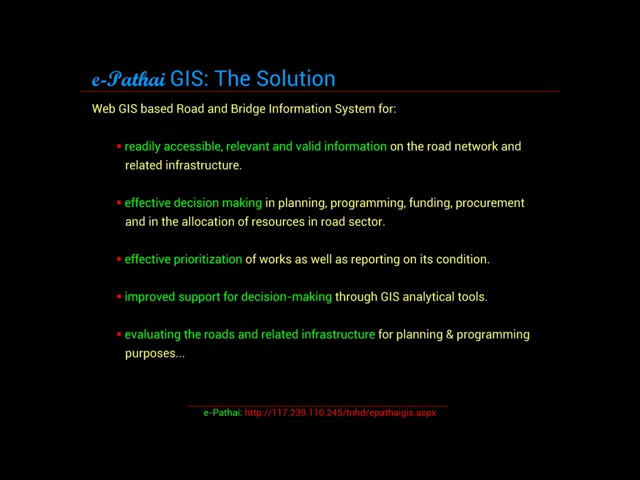 e-Pathai GIS: The Solution
Web GIS based Road and Bridge Information System for:
▪ readily accessible, relevant and valid information on the road network and
related infrastructure.
▪ effective decision making in planning, programming, funding, procurement
and in the allocation of resources in road sector.
▪ effective prioritization of works as well as reporting on its condition.
▪ improved support for decision-making through GIS analytical tools.
▪ evaluating the roads and related infrastructure for planning & programming
purposes...
e-Pathai: http://117.239.110.245/tnhd/epathaigis.aspx